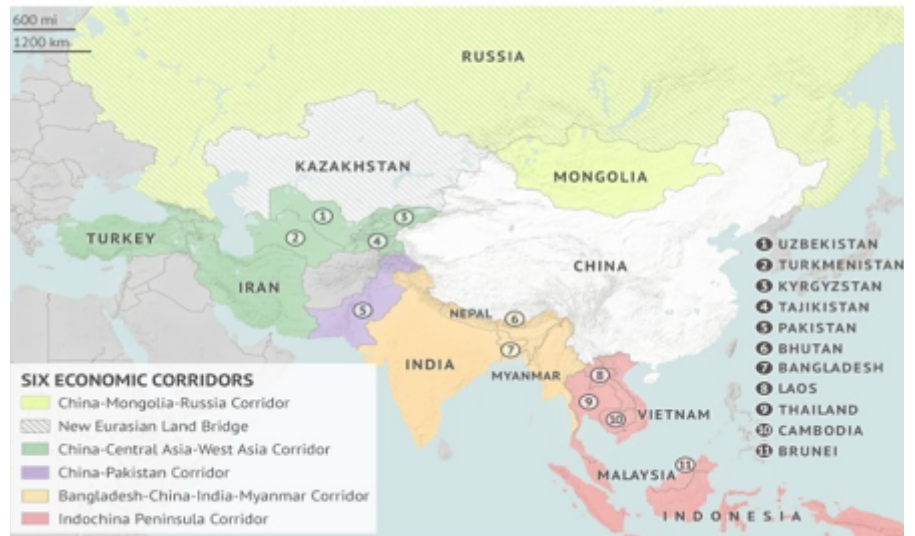 600 mi
1200 km
RUSSIA
KAZAKHSTAN
MONGOLIA
1
3
TURKEY
2
4
CHINA
IRAN
5
NEPAL
6
7
INDIA
MYANMAR
8
9
VIETNAM
10
MALAYSIA
11
INDONESIA
1 UZBEKISTAN
2 TURKMENISTAN
3 KYRGYZSTAN
4 TAJIKISTAN
5 PAKISTAN
6 BHUTAN
7 BANGLADESH
8 LAOS
9 THAILAND
10 CAMBODIA
11 BRUNEI
SIX ECONOMIC CORRIDORS
China-Mongolia-Russia Corridor
New Eurasian Land Bridge
China-Central Asia-West Asia Corridor
China-Pakistan Corridor
Bangladesh-China-India-Myanmar Corridor
Indochina Peninsula Corridor